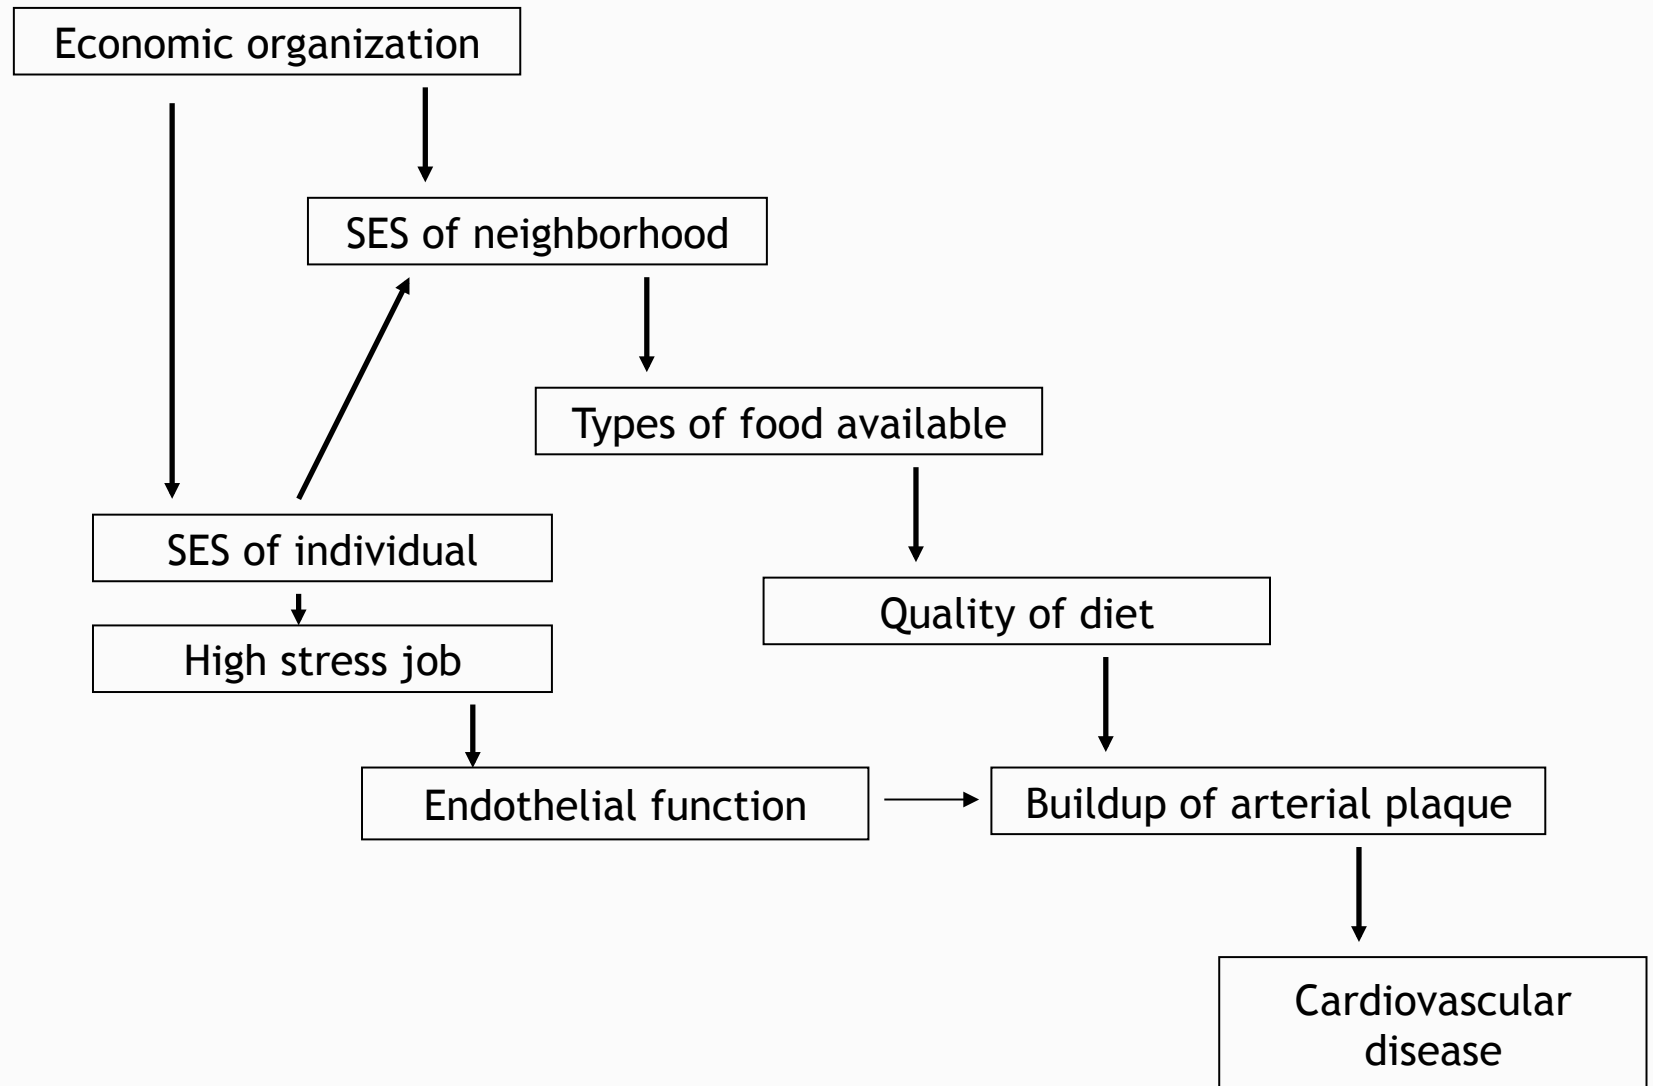 Economic organization
SES of neighborhood
Types of food available
SES of individual
Quality of diet
High stress job
Endothelial function
Buildup of arterial plaque
Cardiovascular
disease